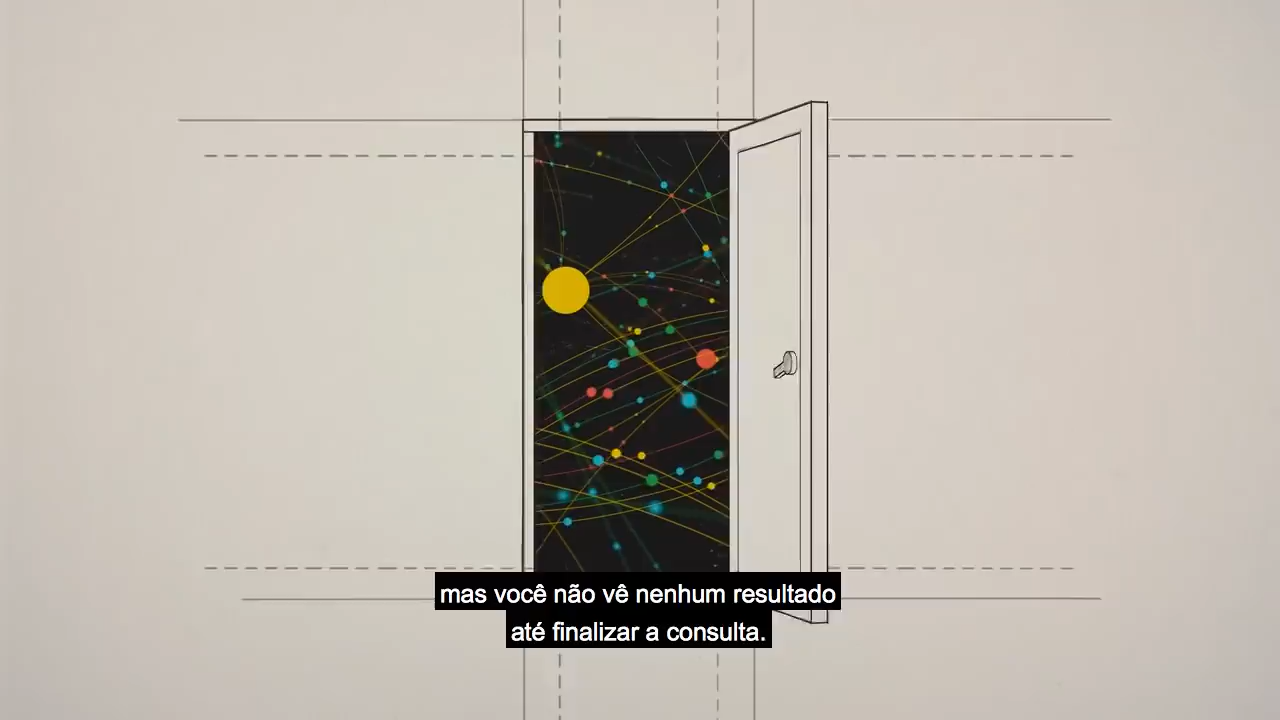 mas você não vê nenhum resultado
até finalizar a consulta.